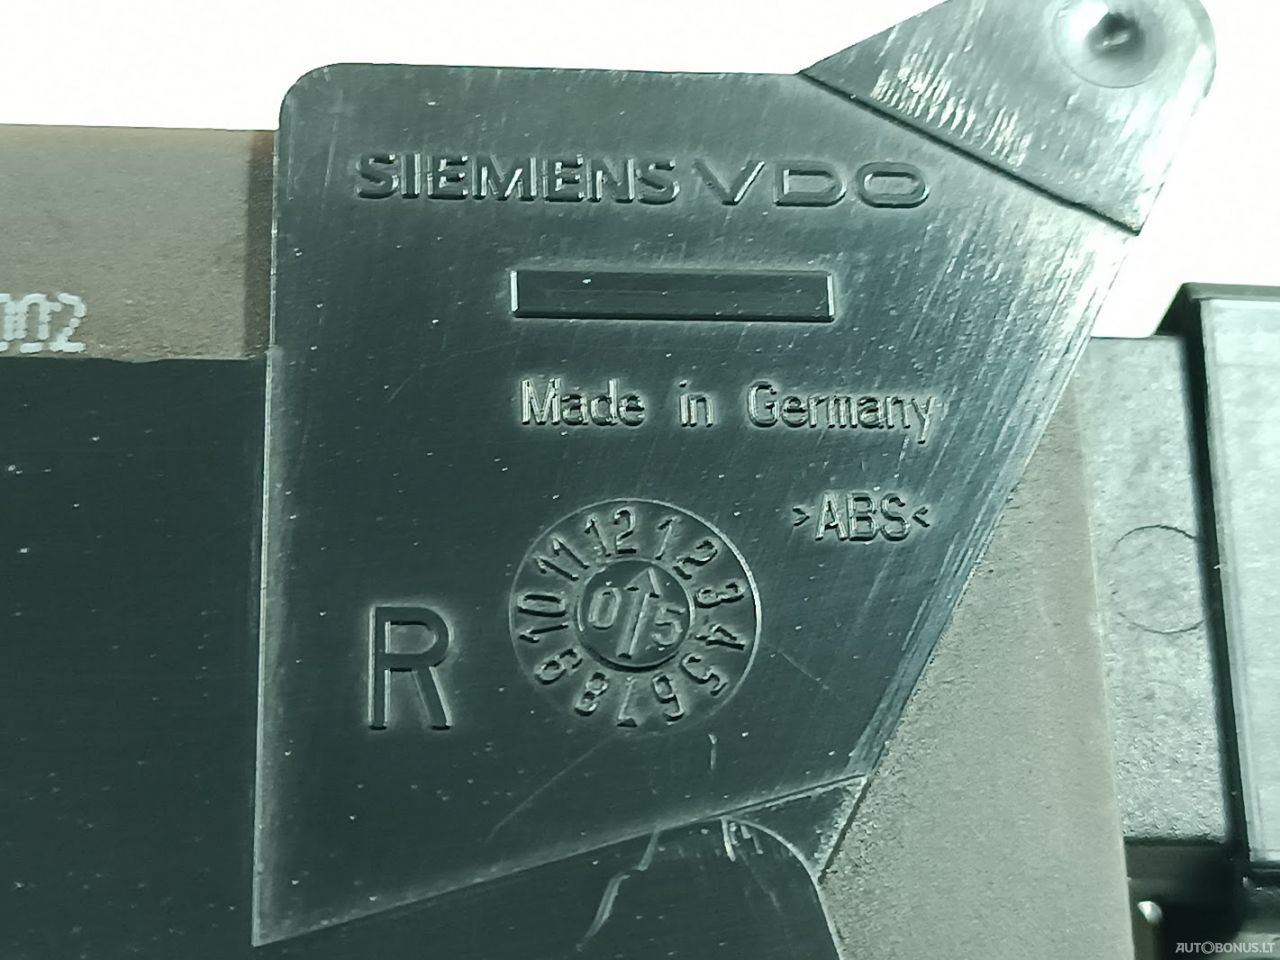 SIEMENS VDO
002
Made in Germany
>ABS<
R
12 1 2 3 4 5 6 7 8 9 10 11
0 5
AUTOBONUS.LT